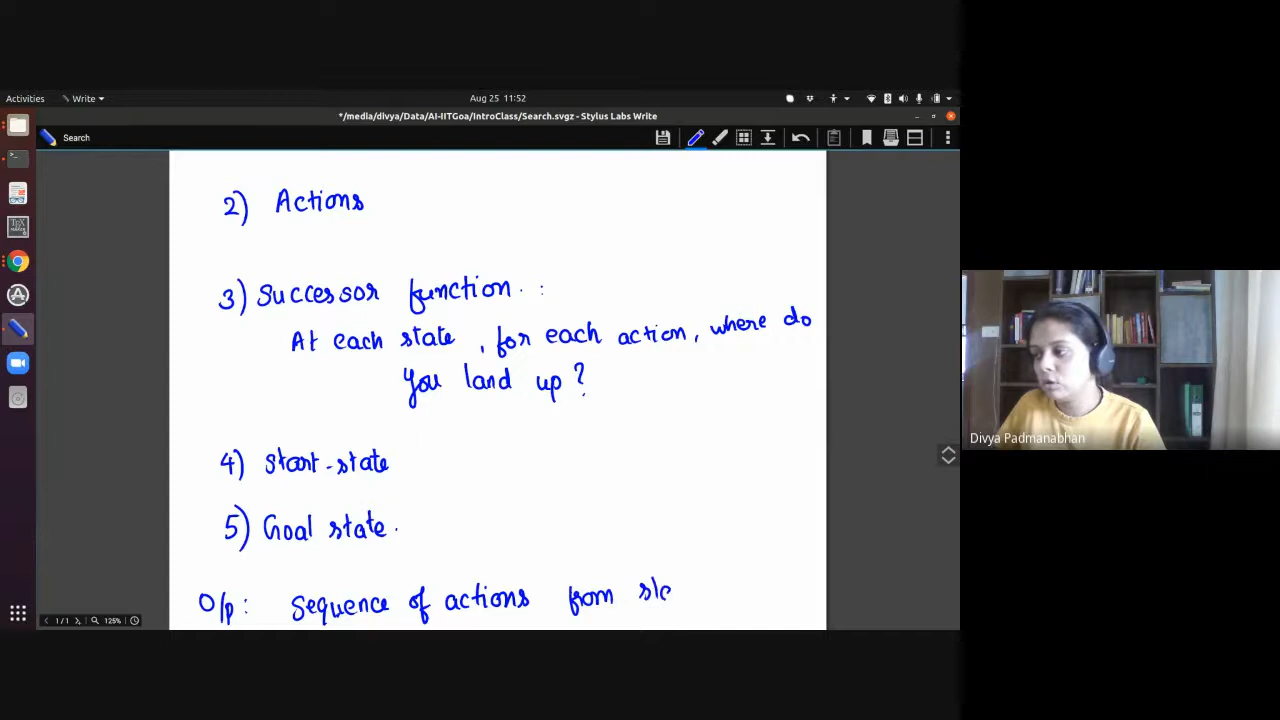 Activities Write Aug 25 11:52
*/media/divya/Data/AI-IITGoa/IntroClass/Search.svgz - Stylus Labs Write
Search
2) Actions
3) Successor function. :
At each state, for each action, where do
you land up?
4) Start-state
5) Goal state.
O/p: Sequence of actions from sta
1/1 125%
Divya Padmanabhan